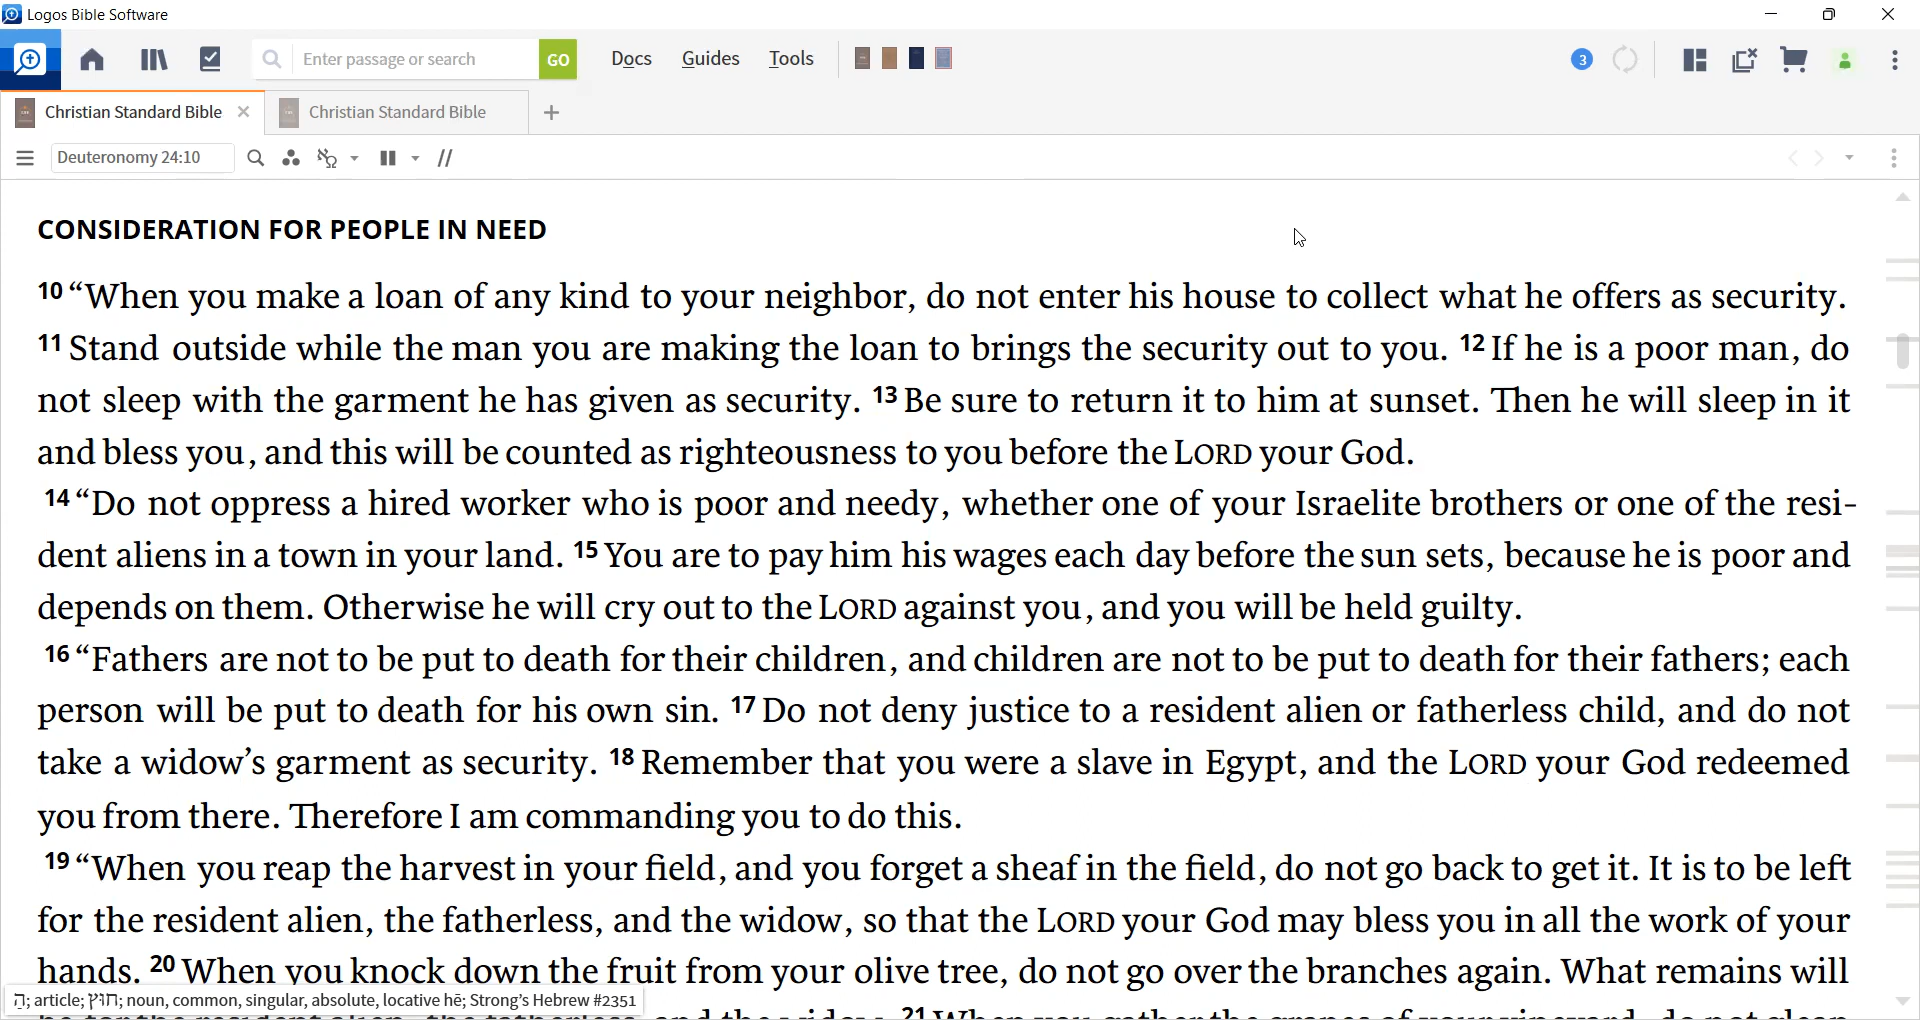 Logos Bible Software
Enter passage or search
GO
Docs
Guides
Tools
3
Christian Standard Bible
Christian Standard Bible
Deuteronomy 24:10
CONSIDERATION FOR PEOPLE IN NEED
10 “When you make a loan of any kind to your neighbor, do not enter his house to collect what he offers as security.
11 Stand outside while the man you are making the loan to brings the security out to you. 12 If he is a poor man, do
not sleep with the garment he has given as security. 13 Be sure to return it to him at sunset. Then he will sleep in it
and bless you, and this will be counted as righteousness to you before the LORD your God.
14 “Do not oppress a hired worker who is poor and needy, whether one of your Israelite brothers or one of the resi-
dent aliens in a town in your land. 15 You are to pay him his wages each day before the sun sets, because he is poor and
depends on them. Otherwise he will cry out to the LORD against you, and you will be held guilty.
16 “Fathers are not to be put to death for their children, and children are not to be put to death for their fathers; each
person will be put to death for his own sin. 17 Do not deny justice to a resident alien or fatherless child, and do not
take a widow’s garment as security. 18 Remember that you were a slave in Egypt, and the LORD your God redeemed
you from there. Therefore I am commanding you to do this.
19 “When you reap the harvest in your field, and you forget a sheaf in the field, do not go back to get it. It is to be left
for the resident alien, the fatherless, and the widow, so that the LORD your God may bless you in all the work of your
hands. 20 When you knock down the fruit from your olive tree, do not go over the branches again. What remains will
הַ; article; חוּץ; noun, common, singular, absolute, locative hē; Strong’s Hebrew #2351
21